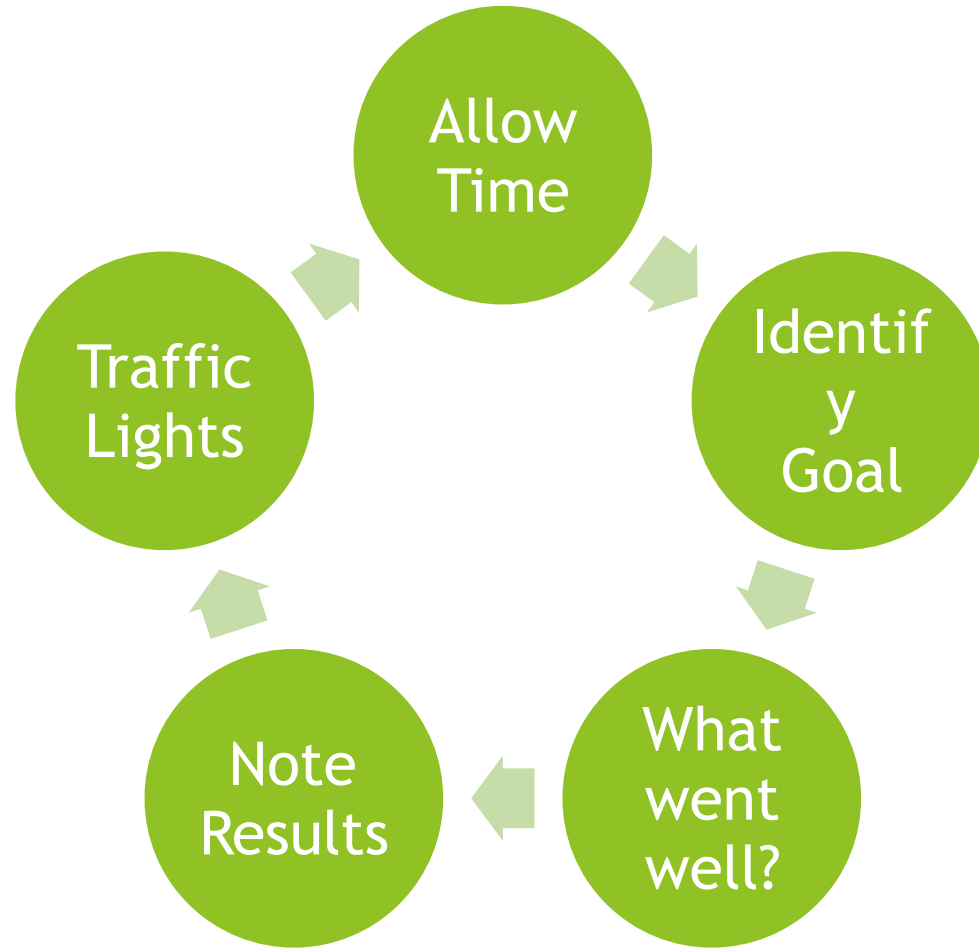 Allow
Time
Identif
y
Goal
What
went
well?
Note
Results
Traffic
Lights